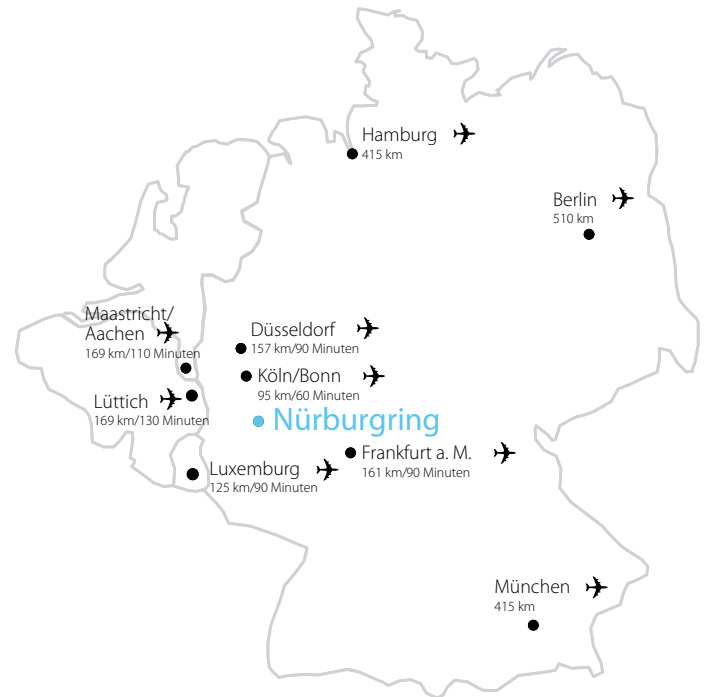 Hamburg
415 km
Berlin
510 km
Maastricht/
Aachen
169 km/110 Minuten
Düsseldorf
157 km/90 Minuten
Köln/Bonn
95 km/60 Minuten
Lüttich
169 km/130 Minuten
Nürburgring
Frankfurt a. M.
161 km/90 Minuten
Luxemburg
125 km/90 Minuten
München
415 km